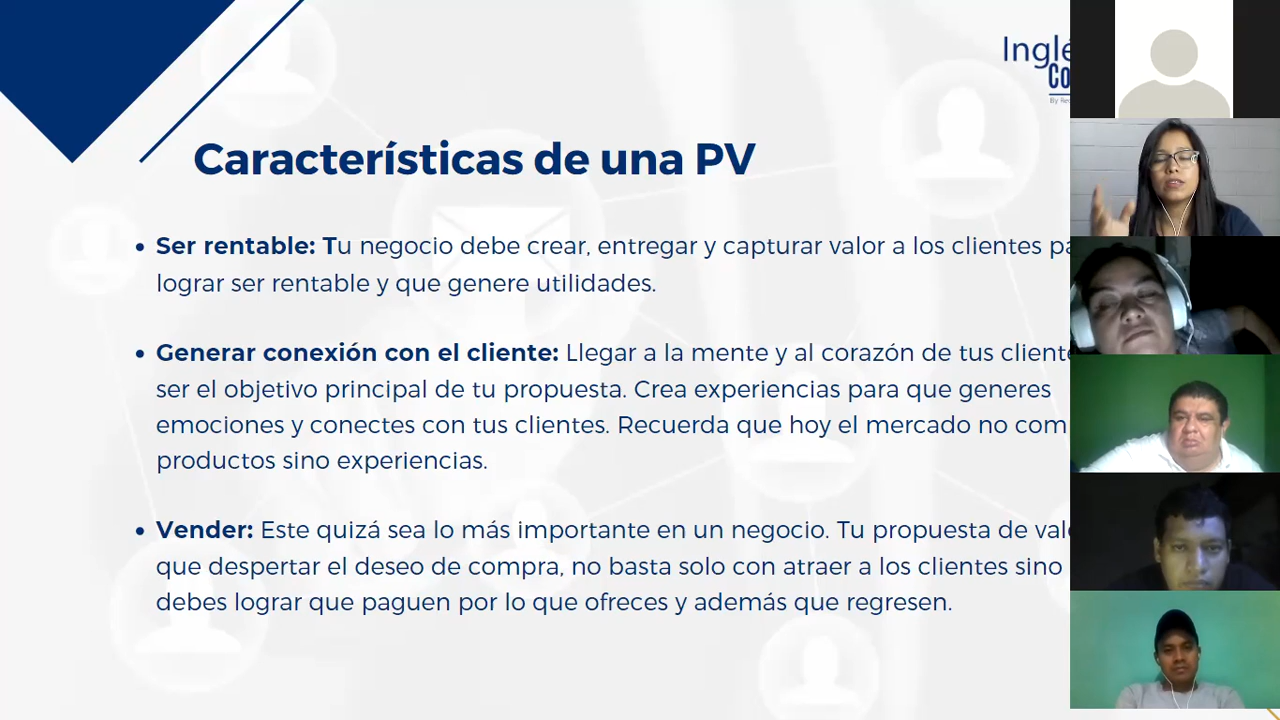 Inglé
Co
By Rec
Características de una PV
• Ser rentable: Tu negocio debe crear, entregar y capturar valor a los clientes pa
lograr ser rentable y que genere utilidades.
• Generar conexión con el cliente: Llegar a la mente y al corazón de tus cliente
ser el objetivo principal de tu propuesta. Crea experiencias para que generes
emociones y conectes con tus clientes. Recuerda que hoy el mercado no com
productos sino experiencias.
• Vender: Este quizá sea lo más importante en un negocio. Tu propuesta de val
que despertar el deseo de compra, no basta solo con atraer a los clientes sino
debes lograr que paguen por lo que ofreces y además que regresen.